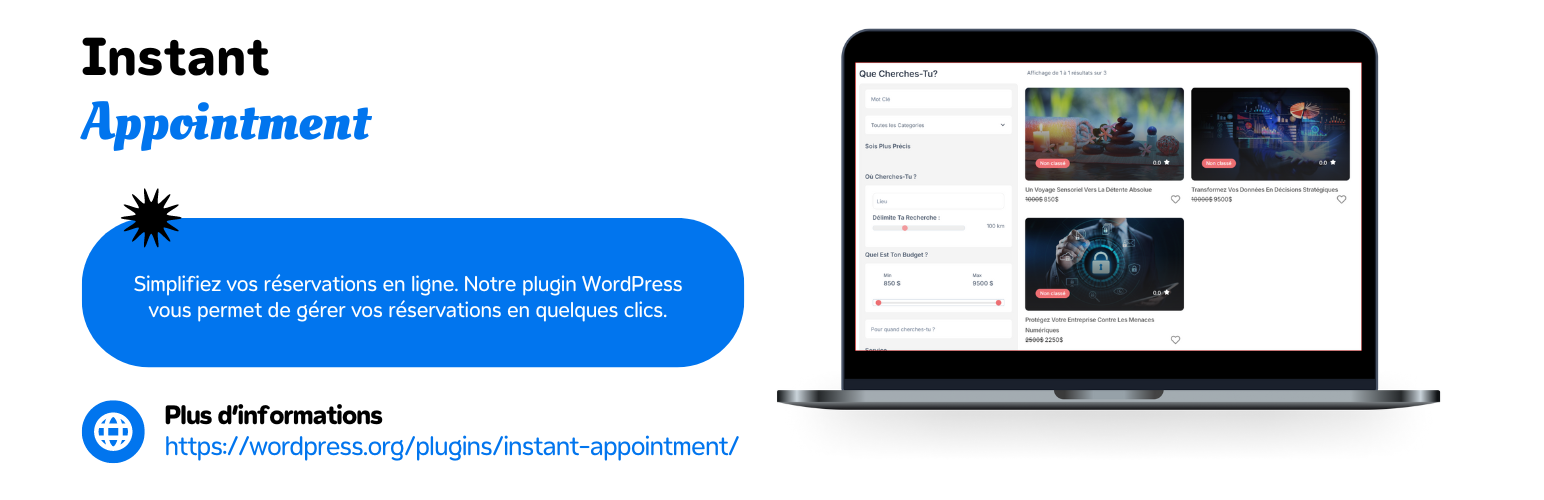 Instant
Appointment
Simplifiez vos réservations en ligne. Notre plugin WordPress
vous permet de gérer vos réservations en quelques clics.
Plus d'informations
https://wordpress.org/plugins/instant-appointment/
Que Cherches-Tu?
Mot Clé
Toutes les Categories
Sois Plus Précis
Où Cherches-Tu ?
Lieu
Délimite Ta Recherche :
100 km
Quel Est Ton Budget ?
Min Max
850 $ 9500 $
Pour quand cherches-tu ?
Service
Affichage de 1 à 1 résultats sur 3
Non classé 0.0
Un Voyage Sensoriel Vers La Détente Absolue
1000$ 850$
Non classé 0.0
Transformez Vos Données En Décisions Stratégiques
10000$ 9500$
Non classé 0.0
Protégez Votre Entreprise Contre Les Menaces
Numériques
2500$ 2250$